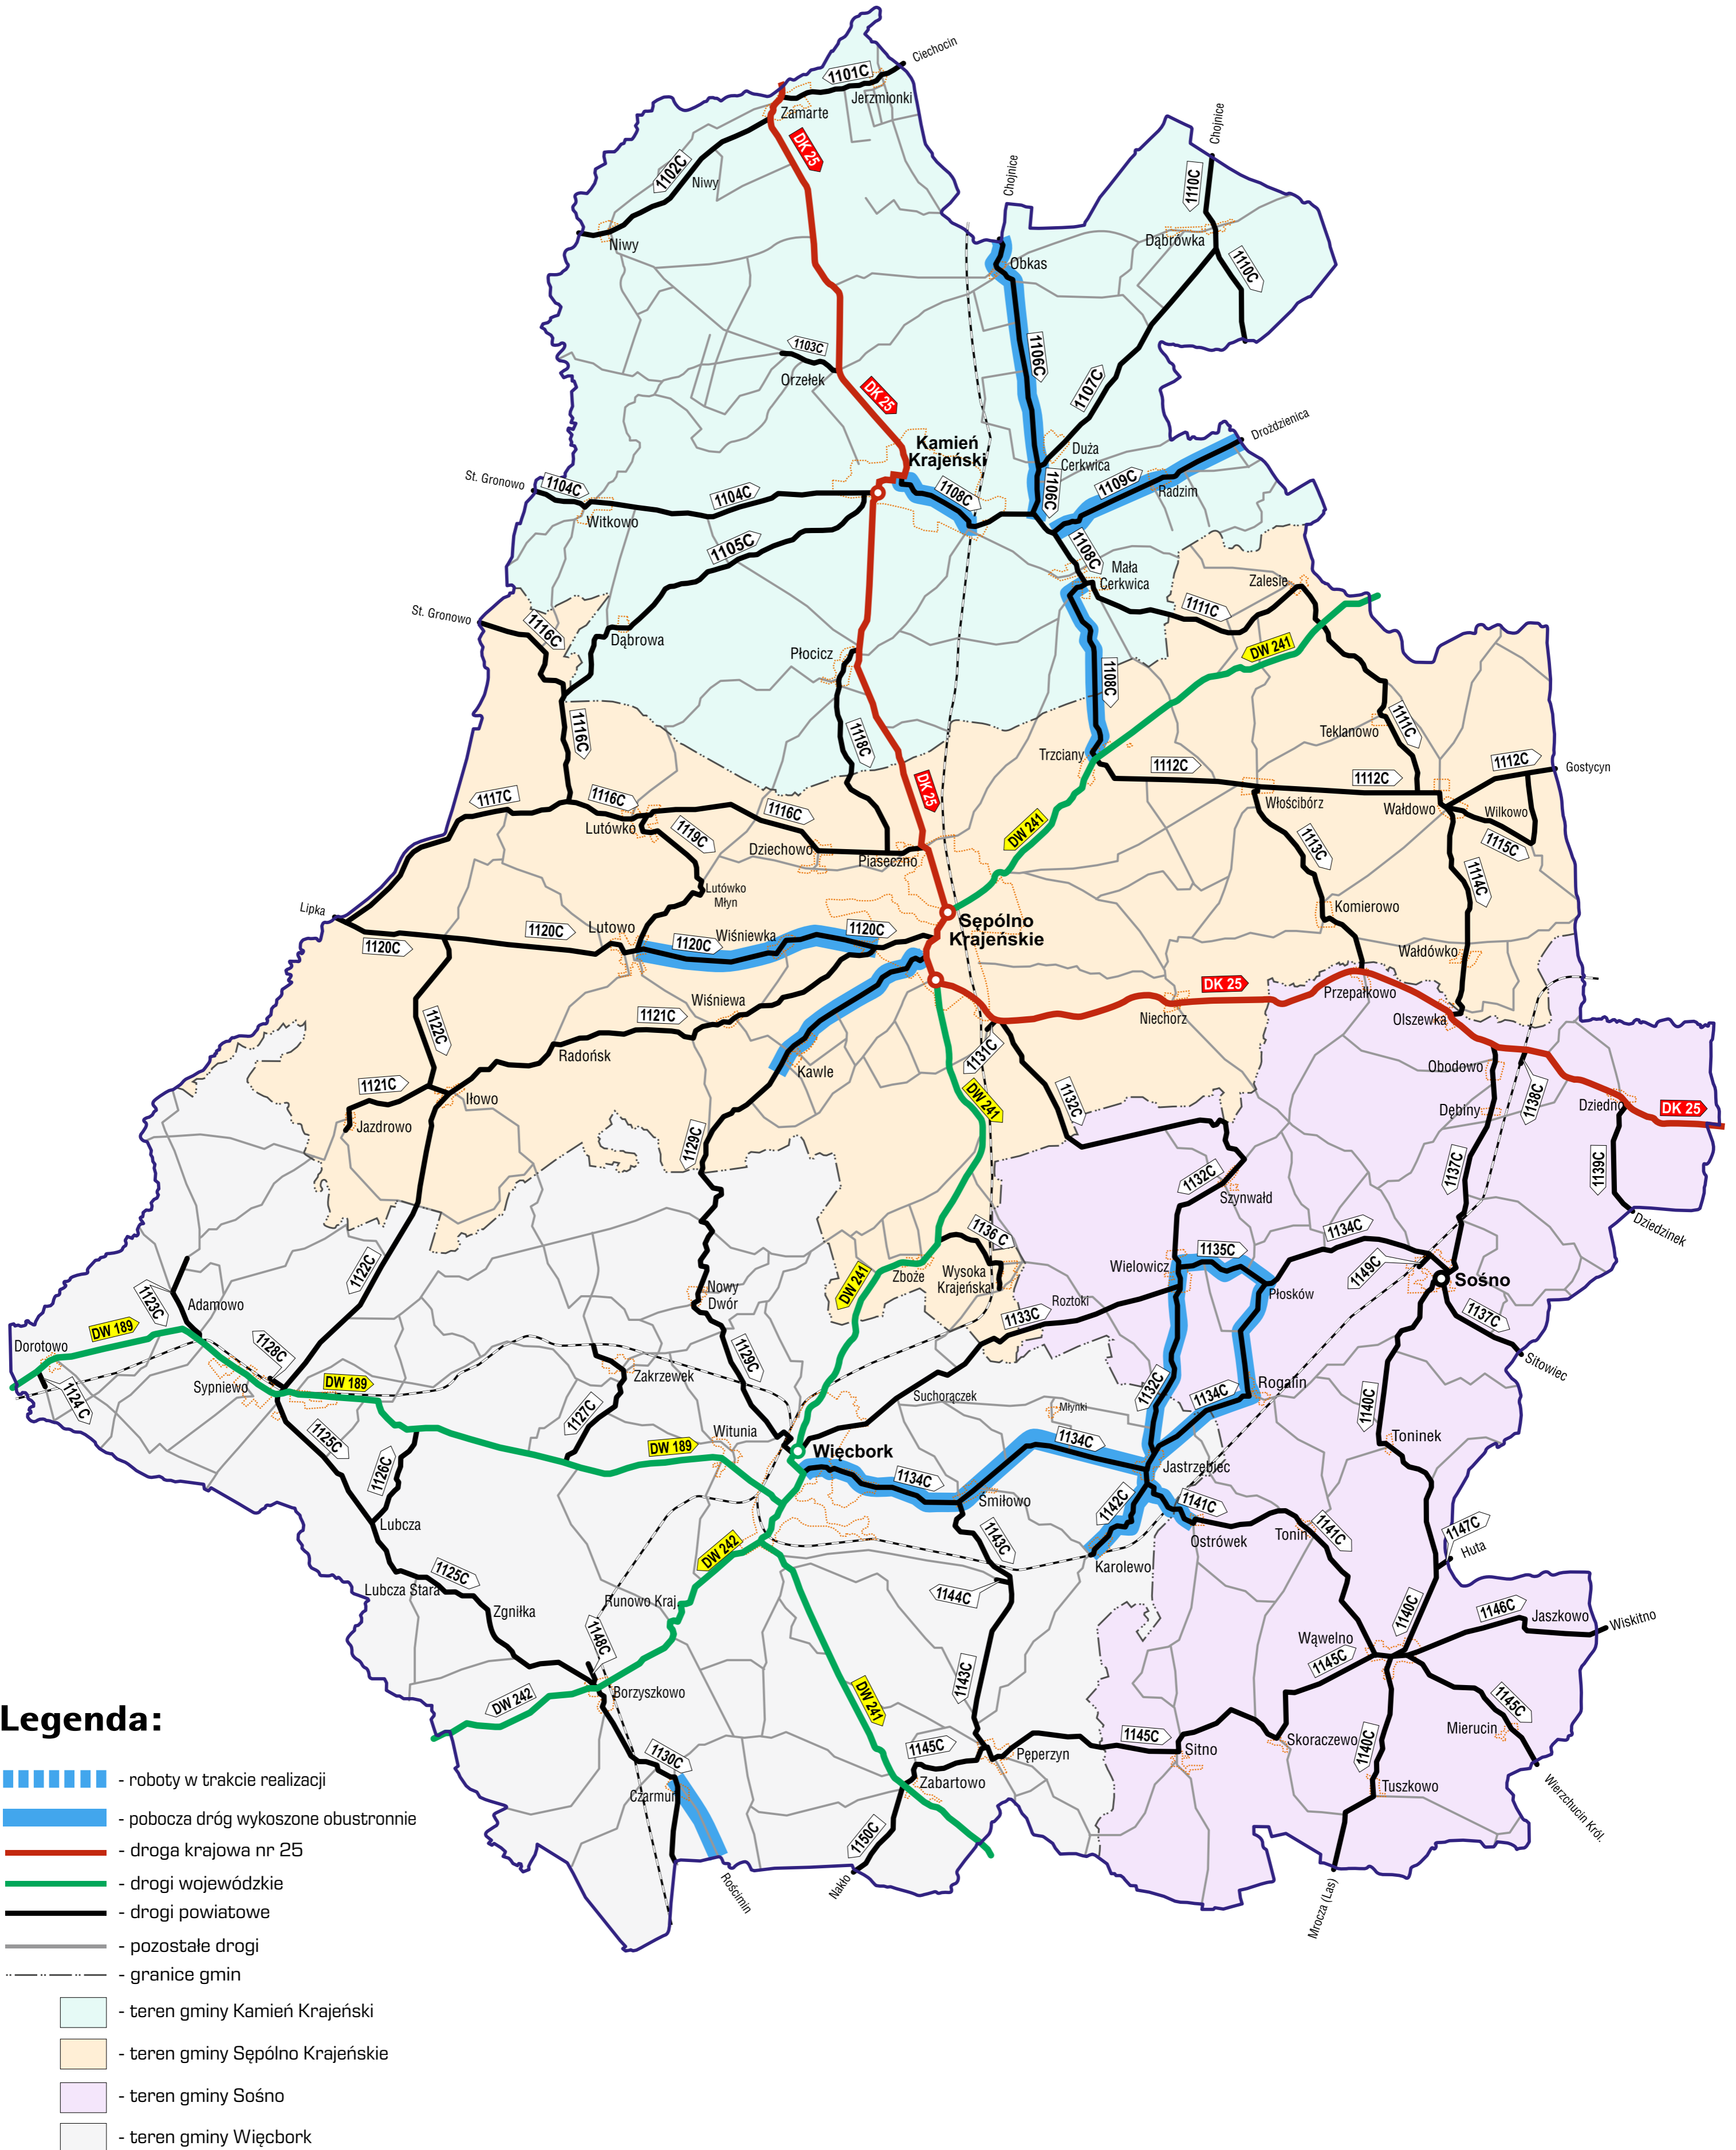 Ciechocin
1101C
Jerzmionki
Zamarte
DK 25
1102C
Niwy
Niwy
Chojnice
Chojnice
1110C
Dąbrówka
1110C
Obkas
1103C
Orzełek
1106C
DK 25
1107C
Kamień
Krajeński
Duża
Cerkwica
Drożdzienica
St. Gronowo
1104C
1104C
Witkowo
1108C
1106C
1109C
Radzim
1105C
1108C
Mała
Cerkwica
Zalesie
1111C
St. Gronowo
1116C
Dąbrowa
Płocicz
DW 241
1108C
1116C
1118C
Trzciany
Teklanowo
1111C
1112C
1112C
1112C
Gostycyn
DK 25
1117C
1116C
1116C
Lutówko
1119C
Dziechowo
Piaseczno
DW 241
Włościbórz
Wałdowo
Wilkowo
1115C
1113C
1114C
Lutówko
Młyn
Komierowo
Lipka
1120C
1120C
Lutowo
1120C
Wiśniewka
1120C
Sępólno
Krajeńskie
Wałdówko
DK 25
Przepałkowo
Wiśniewa
1121C
Niechorz
Olszewka
1122C
Radońsk
1131C
Kawle
Obodowo
1121C
Iłowo
Jazdrowo
DW 241
1132C
Dębiny
1138C
Dziedno
DK 25
1129C
1137C
1139C
1132C
Szynwałd
Dziedzinek
1136 C
1134C
1122C
1135C
Wielowicz
1149C
Sośno
Zboże
Wysoka
Krajeńska
DW 241
Nowy
Dwór
Płosków
1123C
Adamowo
Roztoki
1133C
1137C
DW 189
Dorotowo
1128C
1129C
Sitowiec
Sypniewo
DW 189
1124 C
Zakrzewek
1132C
1134C
Rogalin
Suchorączek
Młynki
1140C
1127C
1125C
Witunia
DW 189
Więcbork
1134C
Toninek
1126C
1134C
Jastrzębiec
Śmiłowo
1142C
1141C
Lubcza
1143C
Ostrówek
Tonin
1141C
1147C
Huta
DW 242
Karolewo
1125C
Lubcza Stara
1144C
Zgniłka
Runowo Kraj.
1140C
1146C
Jaszkowo
Wiskitno
1148C
Wąwelno
1145C
1143C
Borzyszkowo
DW 242
DW 241
1145C
Mierucin
1130C
1145C
Pęperzyn
1145C
Sitno
Skoraczewo
1140C
Czarmuń
Zabartowo
Tuszkowo
1150C
Wierzchucin Król.
Rościmin
Nakło
Mrocza (Las)
Legenda:
- roboty w trakcie realizacji
- pobocza dróg wykoszone obustronnie
- droga krajowa nr 25
- drogi wojewódzkie
- drogi powiatowe
- pozostałe drogi
- granice gmin
- teren gminy Kamień Krajeński
- teren gminy Sępólno Krajeńskie
- teren gminy Sośno
- teren gminy Więcbork